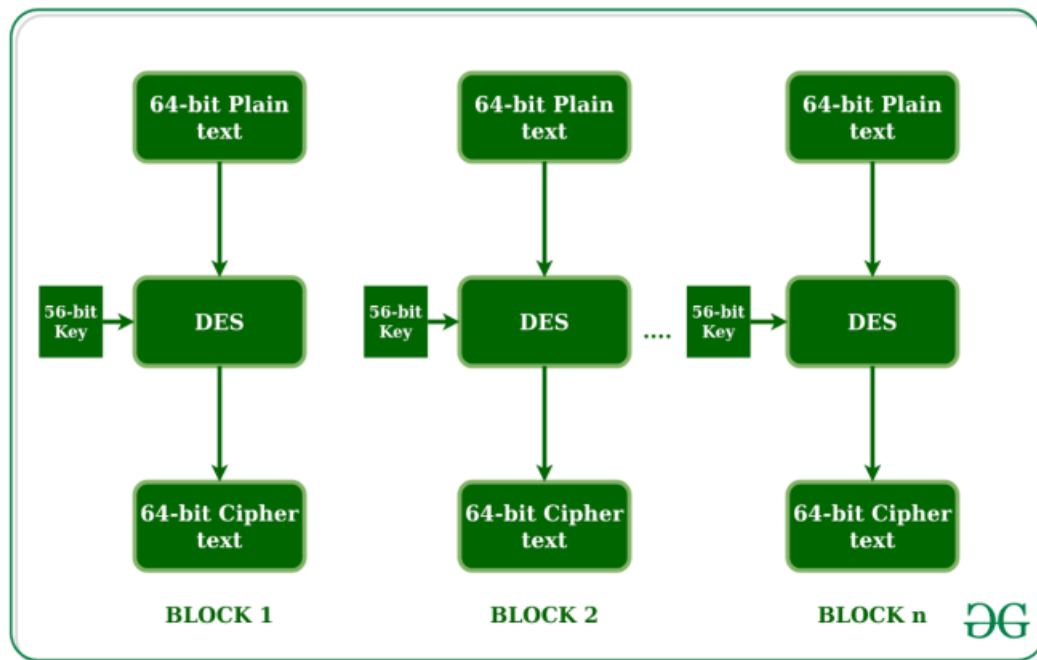 64-bit Plain
text
64-bit Plain
text
64-bit Plain
text
56-bit
Key
DES
56-bit
Key
DES
....
56-bit
Key
DES
64-bit Cipher
text
64-bit Cipher
text
64-bit Cipher
text
BLOCK 1
BLOCK 2
BLOCK n